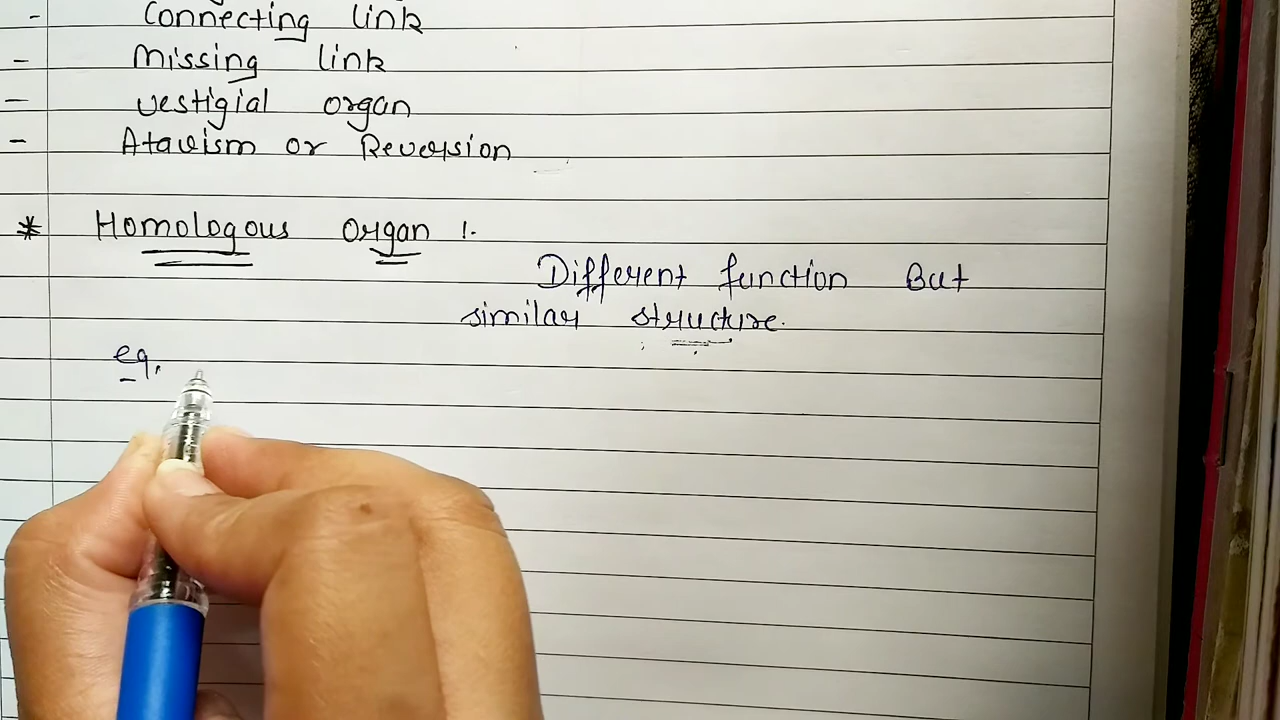 - Connecting link
- Missing link
- vestigial organ
- Atavism or Reversion
* Homologous organ :-
Different function But
similar structure.
eg.